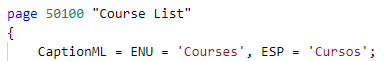 page 50100 "Course List"
{
CaptionML = ENU = 'Courses', ESP = 'Cursos';